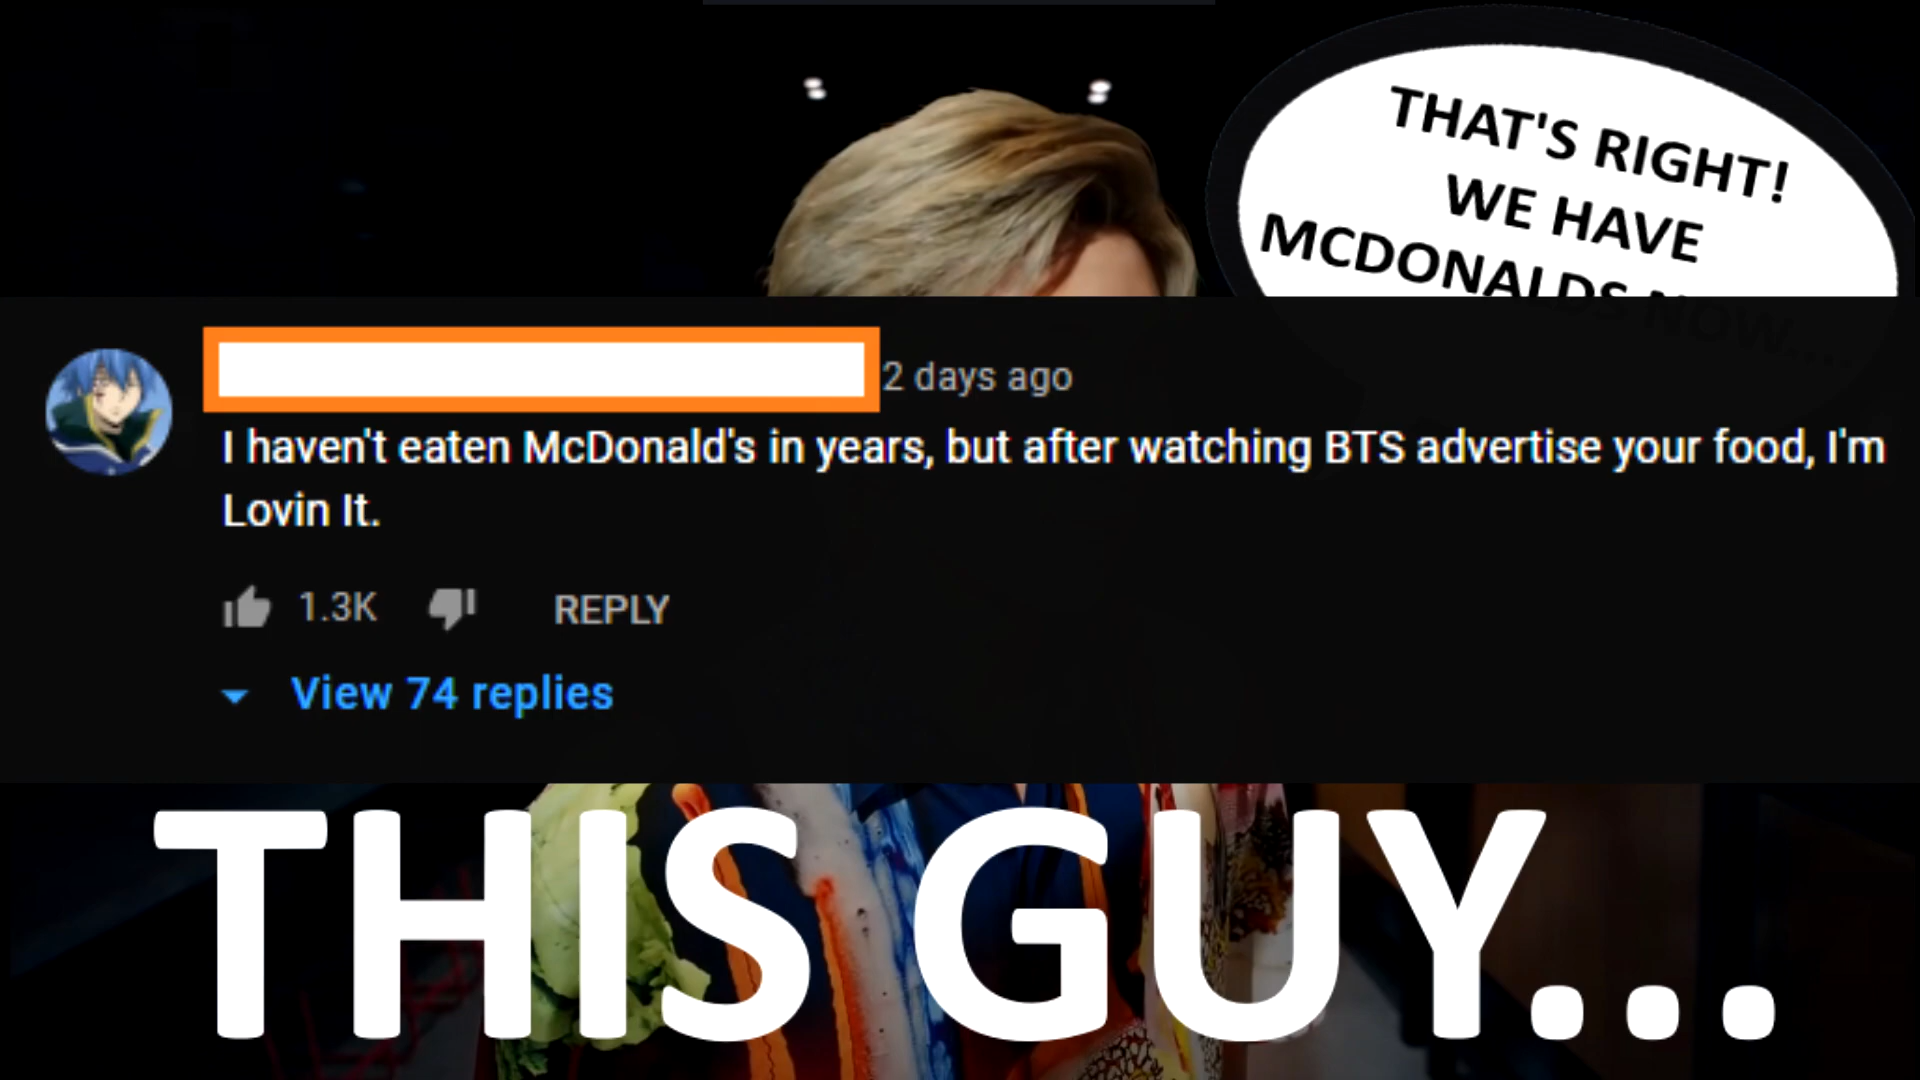 THAT'S RIGHT!
WE HAVE
MCDONALDS NOW....
2 days ago
I haven't eaten McDonald's in years, but after watching BTS advertise your food, I'm
Lovin It.
1.3K REPLY
View 74 replies
THIS GUY...